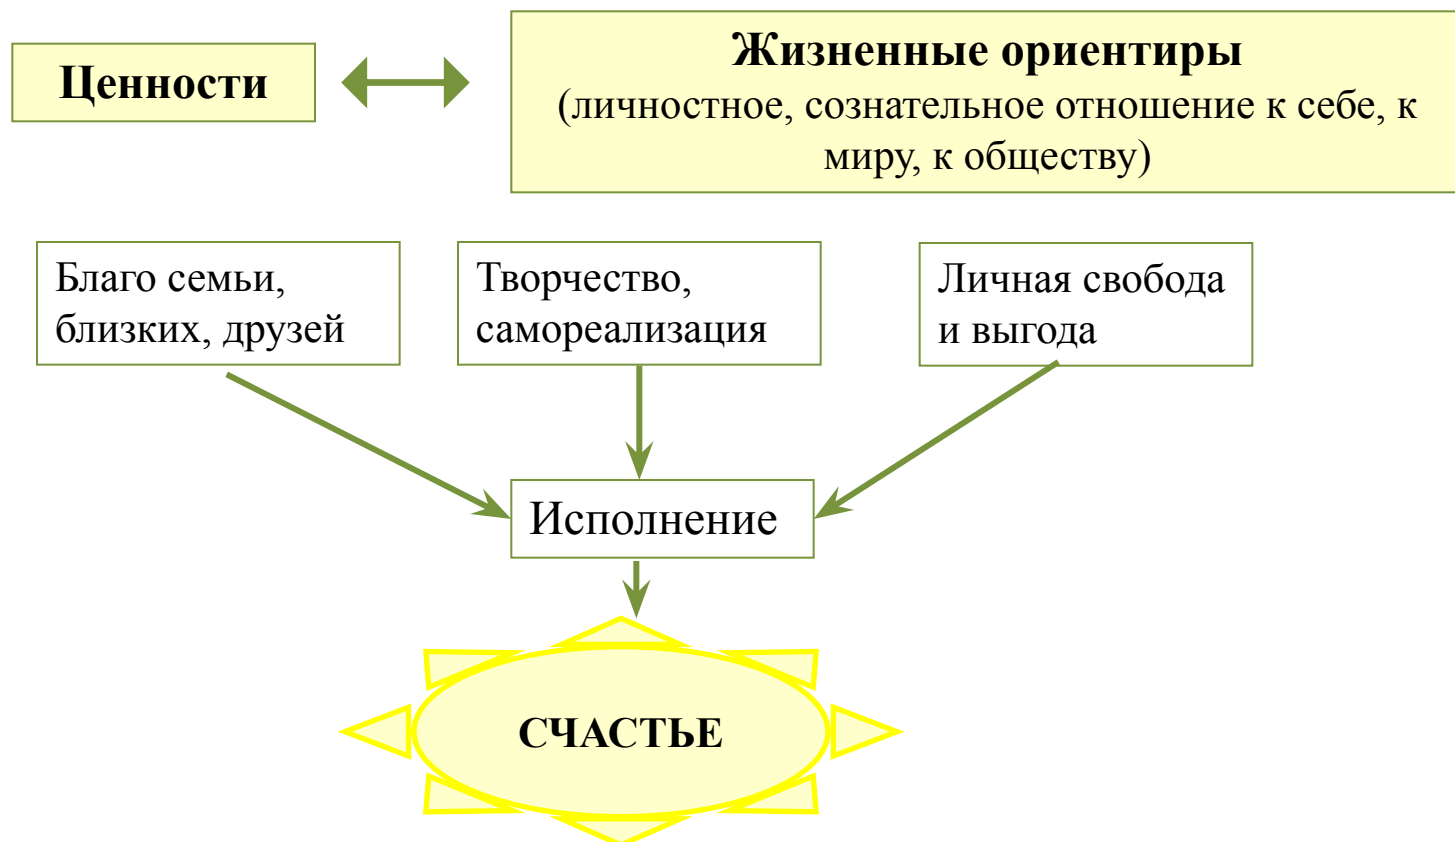 Ценности
Жизненные ориентиры
(личностное, сознательное отношение к себе, к
миру, к обществу)
Благо семьи,
близких, друзей
Творчество,
самореализация
Личная свобода
и выгода
Исполнение
СЧАСТЬЕ